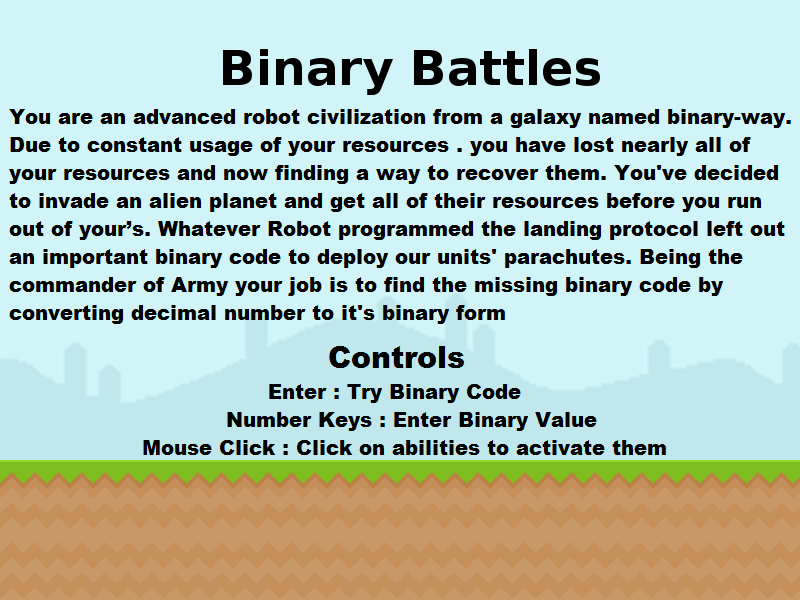 Binary Battles
You are an advanced robot civilization from a galaxy named binary-way.
Due to constant usage of your resources . you have lost nearly all of
your resources and now finding a way to recover them. You've decided
to invade an alien planet and get all of their resources before you run
out of your’s. Whatever Robot programmed the landing protocol left out
an important binary code to deploy our units' parachutes. Being the
commander of Army your job is to find the missing binary code by
converting decimal number to it's binary form
Controls
Enter : Try Binary Code
Number Keys : Enter Binary Value
Mouse Click : Click on abilities to activate them